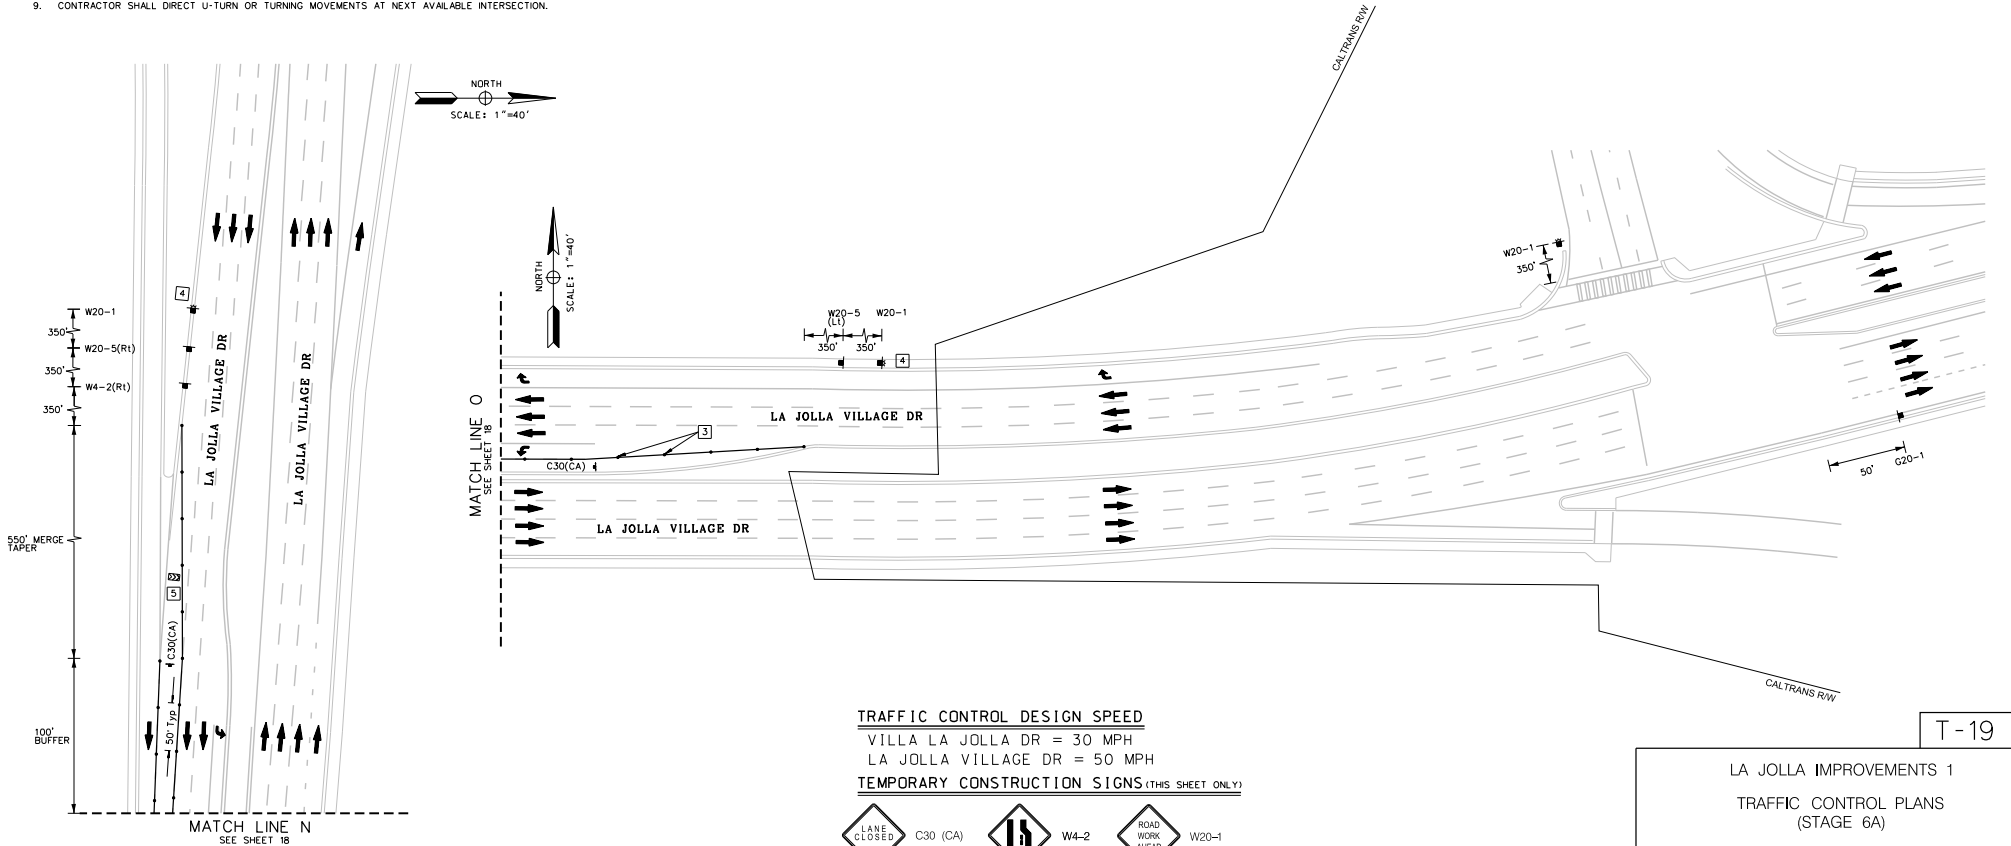 9. CONTRACTOR SHALL DIRECT U-TURN OR TURNING MOVEMENTS AT NEXT AVAILABLE INTERSECTION.
CALTRANS R/W
NORTH
SCALE: 1"=40'
NORTH
SCALE: 1"=40'
W20-1
350'
4
W20-1
350'
W20-5(Rt)
350'
W4-2(Rt)
350'
LA JOLLA VILLAGE DR
LA JOLLA VILLAGE DR
550' MERGE
TAPER
5
C30(CA)
50' Typ
100'
BUFFER
MATCH LINE N
SEE SHEET 18
W20-5
(Lt)
W20-1
350'
350'
4
MATCH LINE O
SEE SHEET 18
LA JOLLA VILLAGE DR
3
C30(CA)
LA JOLLA VILLAGE DR
50'
G20-1
CALTRANS R/W
TRAFFIC CONTROL DESIGN SPEED
VILLA LA JOLLA DR = 30 MPH
LA JOLLA VILLAGE DR = 50 MPH
TEMPORARY CONSTRUCTION SIGNS (THIS SHEET ONLY)
LANE
CLOSED
C30 (CA)
W4-2
ROAD
WORK
AHEAD
W20-1
T-19
LA JOLLA IMPROVEMENTS 1
TRAFFIC CONTROL PLANS
(STAGE 6A)